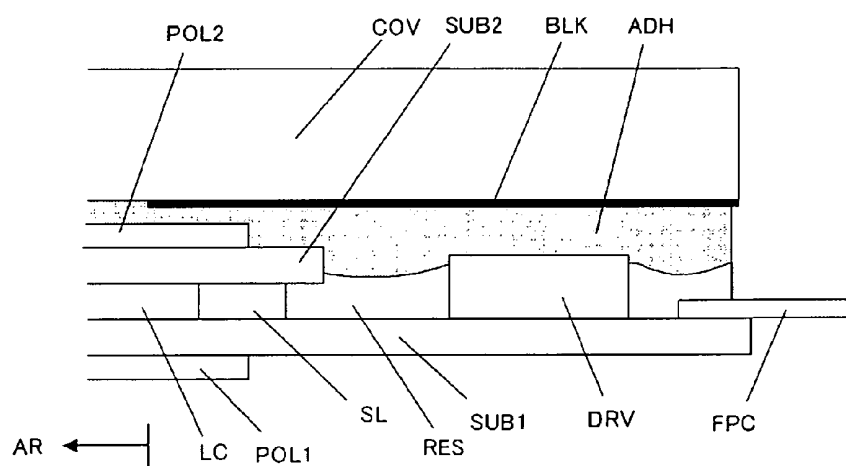 POL2 COV SUB2 BLK ADH
AR LC POL1 SL RES SUB1 DRV FPC